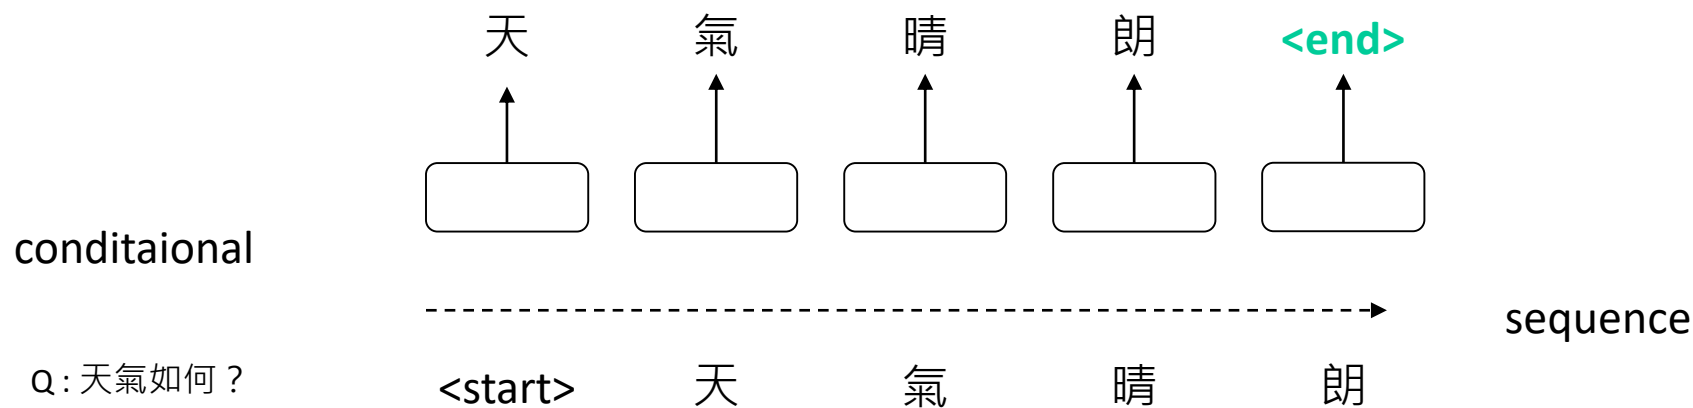 天 氣 晴 朗 <end>
conditaional
sequence
Q : 天氣如何？ <start> 天 氣 晴 朗